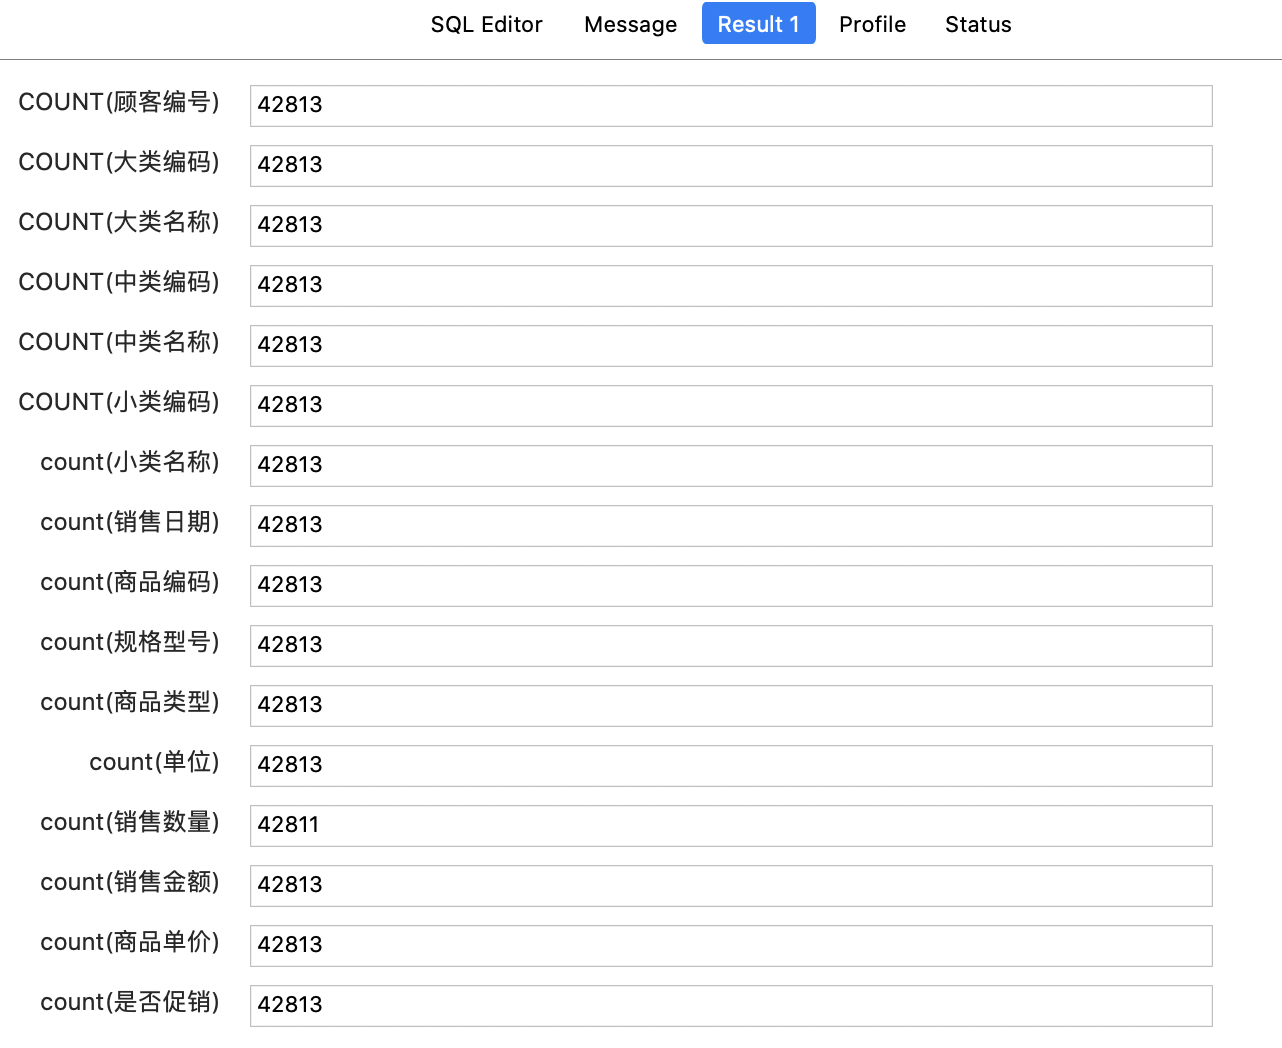 SQL Editor Message Result 1 Profile Status
COUNT(顾客编号) 42813
COUNT(大类编码) 42813
COUNT(大类名称) 42813
COUNT(中类编码) 42813
COUNT(中类名称) 42813
COUNT(小类编码) 42813
count(小类名称) 42813
count(销售日期) 42813
count(商品编码) 42813
count(规格型号) 42813
count(商品类型) 42813
count(单位) 42813
count(销售数量) 42811
count(销售金额) 42813
count(商品单价) 42813
count(是否促销) 42813